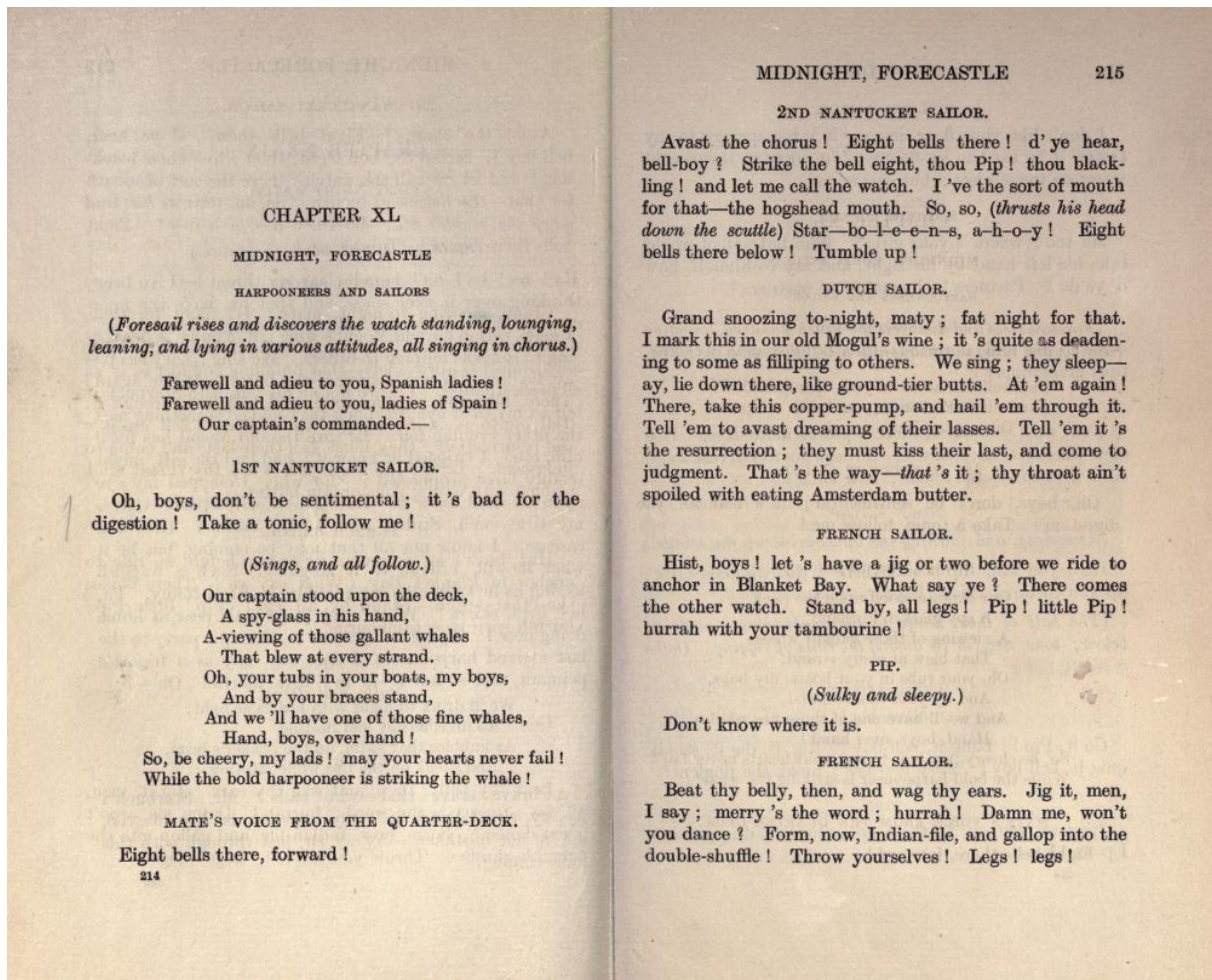 CHAPTER XL
MIDNIGHT, FORECASTLE
HARPOONEERS AND SAILORS
(Foresail rises and discovers the watch standing, lounging,
leaning, and lying in various attitudes, all singing in chorus.)
Farewell and adieu to you, Spanish ladies !
Farewell and adieu to you, ladies of Spain !
Our captain's commanded.—
1ST NANTUCKET SAILOR.
Oh, boys, don't be sentimental ; it 's bad for the
digestion ! Take a tonic, follow me !
(Sings, and all follow.)
Our captain stood upon the deck,
A spy-glass in his hand,
A-viewing of those gallant whales
That blew at every strand.
Oh, your tubs in your boats, my boys,
And by your braces stand,
And we 'll have one of those fine whales,
Hand, boys, over hand !
So, be cheery, my lads ! may your hearts never fail !
While the bold harpooneer is striking the whale !
MATE'S VOICE FROM THE QUARTER-DECK.
Eight bells there, forward !
214
MIDNIGHT, FORECASTLE 215
2ND NANTUCKET SAILOR.
Avast the chorus ! Eight bells there ! d' ye hear,
bell-boy ? Strike the bell eight, thou Pip ! thou black-
ling ! and let me call the watch. I 've the sort of mouth
for that—the hogshead mouth. So, so, (thrusts his head
down the scuttle) Star—bo–l–e–e–n–s, a–h–o–y ! Eight
bells there below ! Tumble up !
DUTCH SAILOR.
Grand snoozing to-night, maty ; fat night for that.
I mark this in our old Mogul's wine ; it 's quite as deaden-
ing to some as filliping to others. We sing ; they sleep—
ay, lie down there, like ground-tier butts. At 'em again !
There, take this copper-pump, and hail 'em through it.
Tell 'em to avast dreaming of their lasses. Tell 'em it 's
the resurrection ; they must kiss their last, and come to
judgment. That 's the way—that 's it ; thy throat ain't
spoiled with eating Amsterdam butter.
FRENCH SAILOR.
Hist, boys ! let 's have a jig or two before we ride to
anchor in Blanket Bay. What say ye ? There comes
the other watch. Stand by, all legs ! Pip ! little Pip !
hurrah with your tambourine !
PIP.
(Sulky and sleepy.)
Don't know where it is.
FRENCH SAILOR.
Beat thy belly, then, and wag thy ears. Jig it, men,
I say ; merry 's the word ; hurrah ! Damn me, won't
you dance ? Form, now, Indian-file, and gallop into the
double-shuffle ! Throw yourselves ! Legs ! legs !